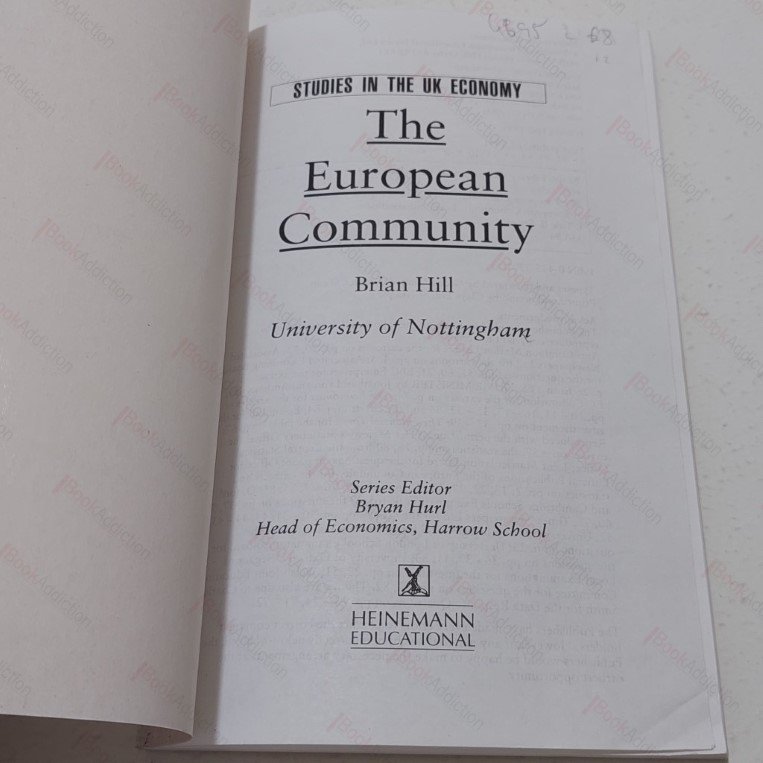 STUDIES IN THE UK ECONOMY
The
European
Community
Brian Hill
University of Nottingham
Series Editor
Bryan Hurl
Head of Economics, Harrow School
HEINEMANN
EDUCATIONAL
BookAddiction